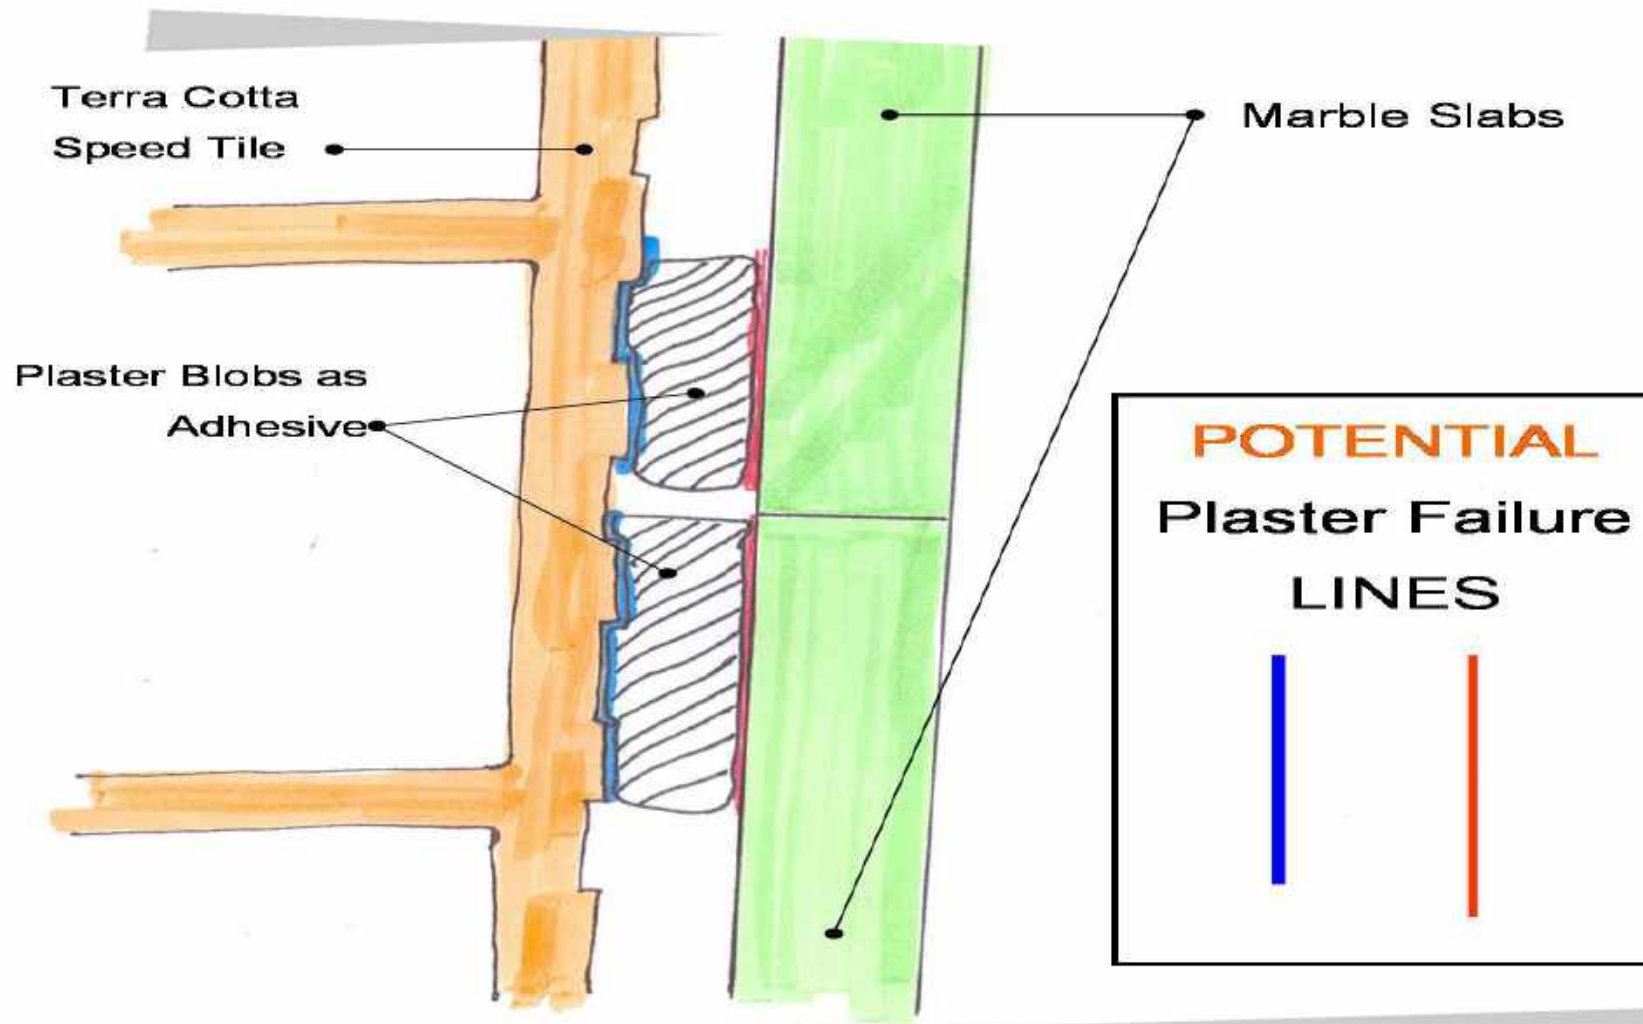 Terra Cotta
Speed Tile
Marble Slabs
Plaster Blobs as
Adhesive
POTENTIAL
Plaster Failure
LINES